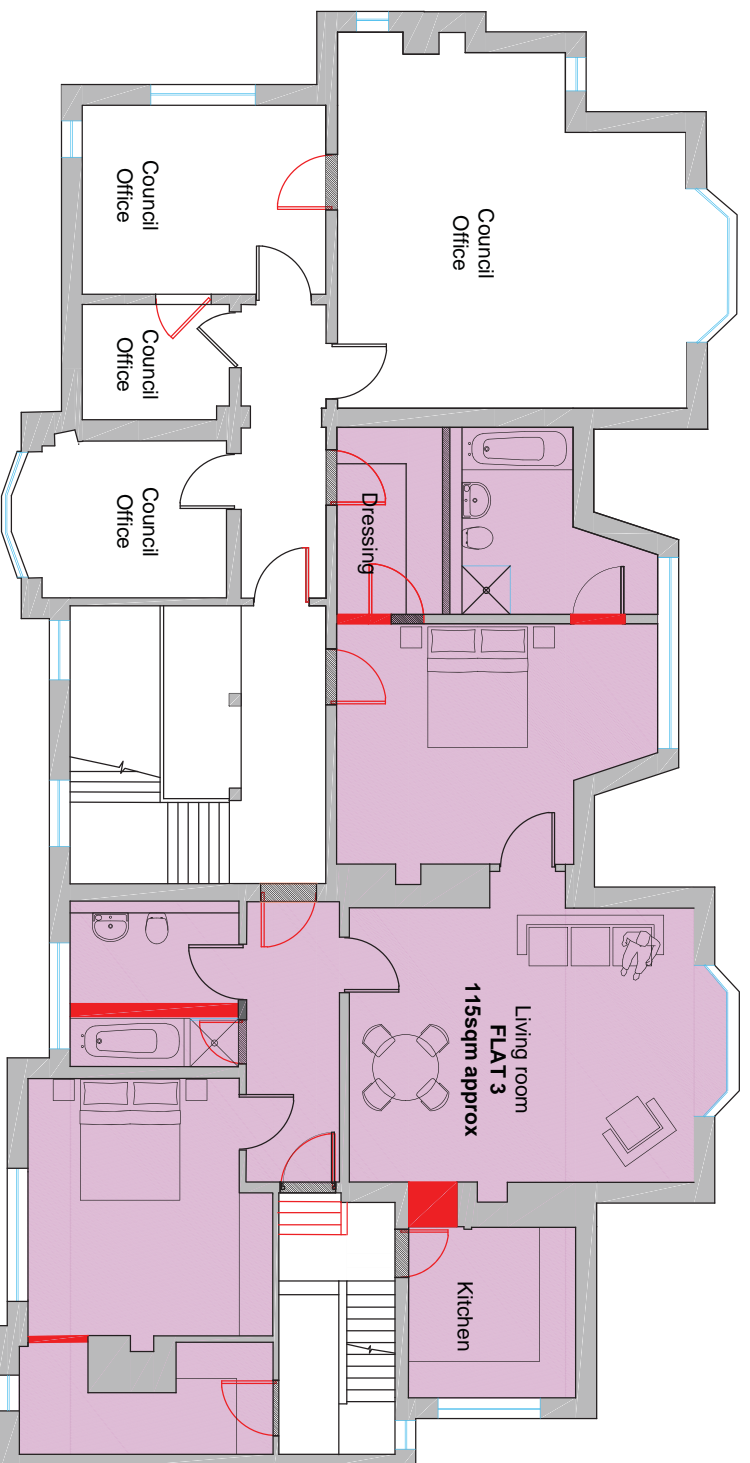 Council
Office
Council
Office
Council
Office
Council
Office
Dressing
Living room
FLAT 3
115sqm approx
Kitchen